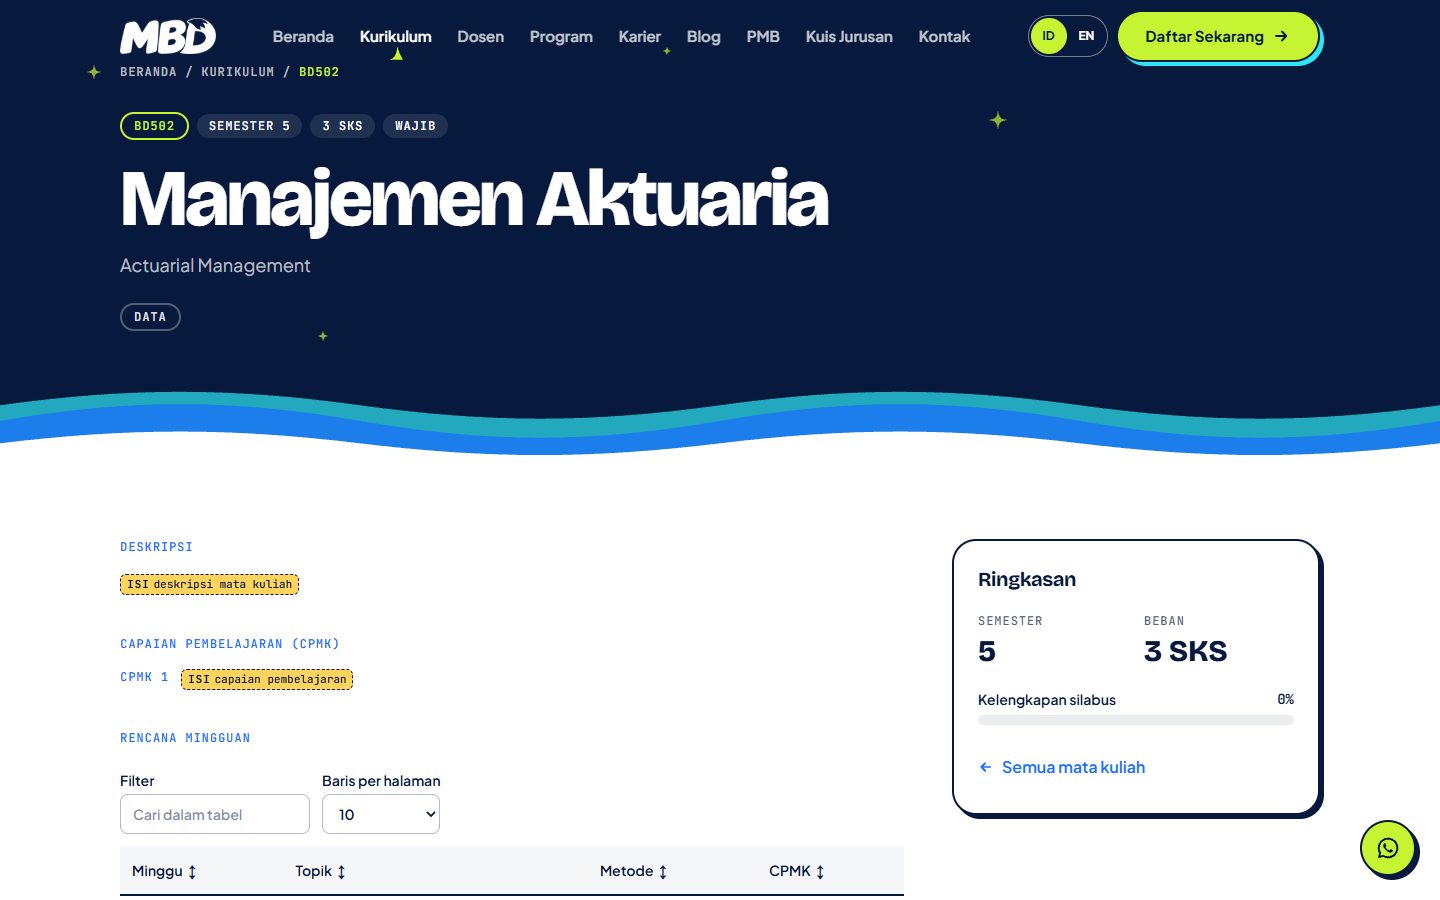 MBD Beranda Kurikulum Dosen Program Karier Blog PMB Kuis Jurusan Kontak ID EN Daftar Sekarang →
BERANDA / KURIKULUM / BD502
BD502 SEMESTER 5 3 SKS WAJIB
Manajemen Aktuaria
Actuarial Management
DATA
DESKRIPSI
ISI deskripsi mata kuliah
CAPAIAN PEMBELAJARAN (CPMK)
CPMK 1 ISI capaian pembelajaran
RENCANA MINGGUAN
Filter Baris per halaman
Cari dalam tabel 10
Minggu ↕ Topik ↕ Metode ↕ CPMK ↕
Ringkasan
SEMESTER BEBAN
5 3 SKS
Kelengkapan silabus 0%
← Semua mata kuliah